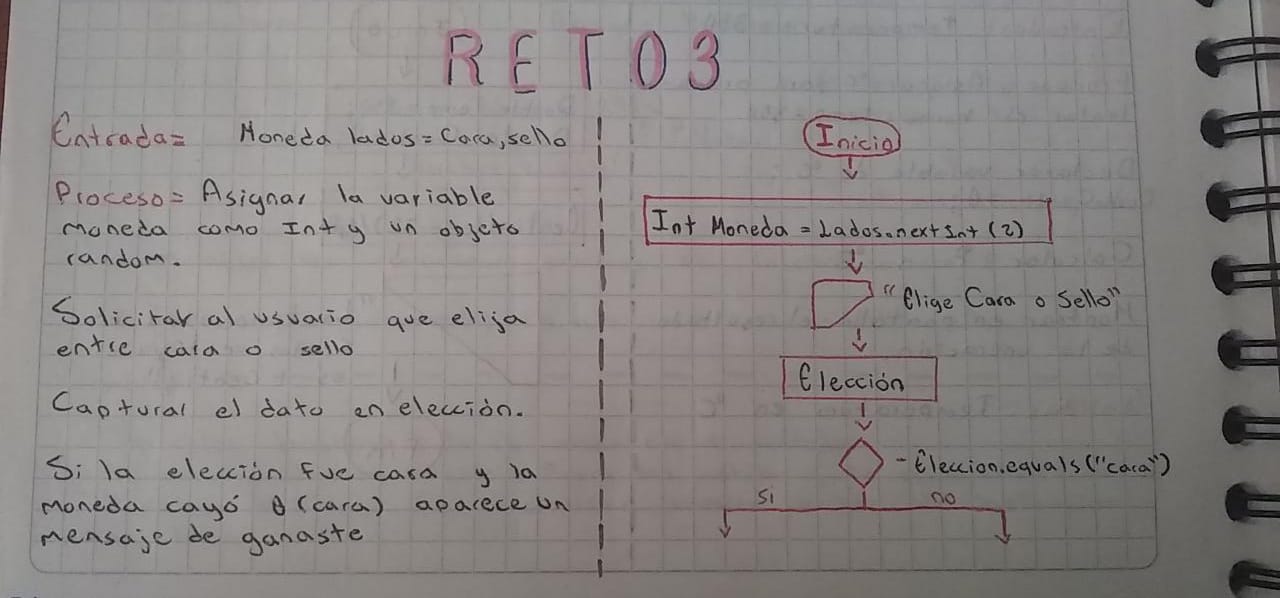 RETO3
Entrada= Moneda lados = Cara, sello
Proceso= Asignar la variable
moneda como Int y un objeto
random.
Solicitar al usuario que elija
entre cara o sello
Captural el dato en elección.
Si la elección fue cara y la
moneda cayó 0 (cara) aparece un
mensaje de ganaste
Inicio
Int Moneda = Lados.nextInt (2)
"Elige Cara o Sello"
Elección
- Eleccion.equals("cara")
Si no